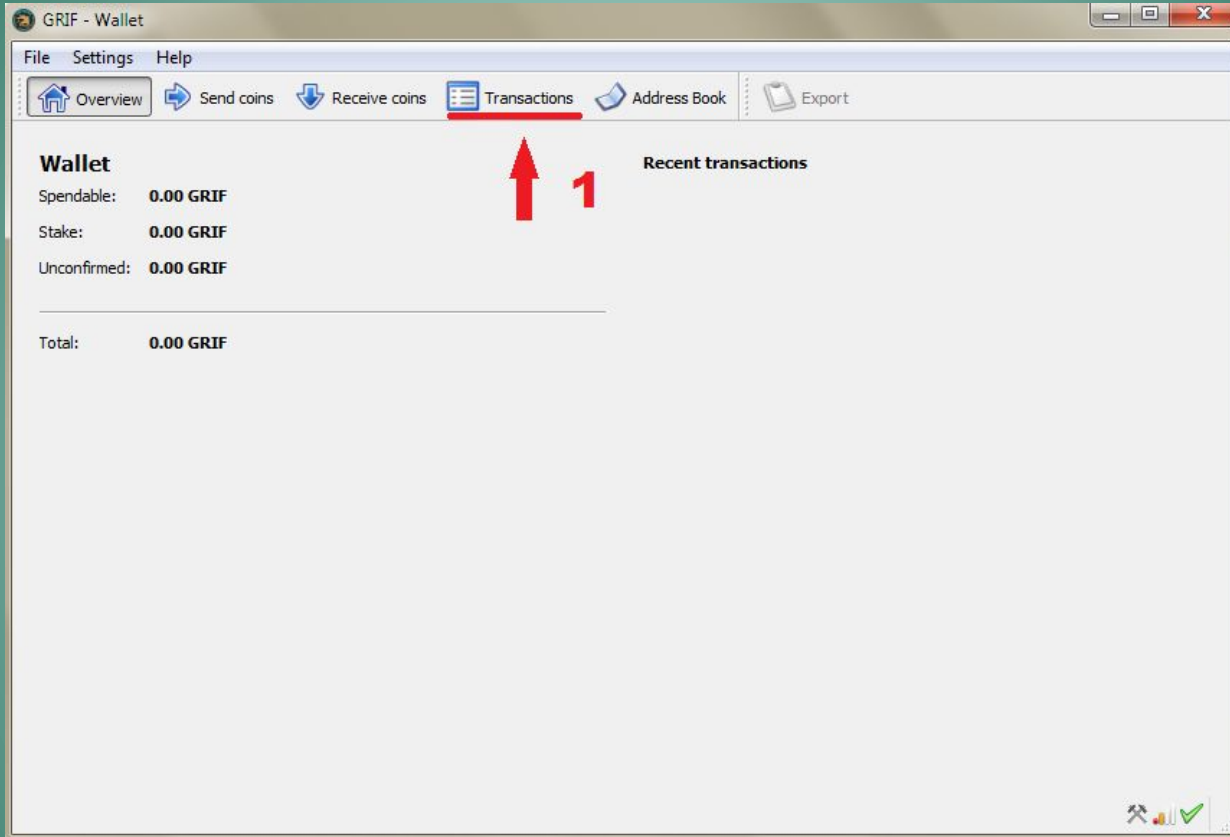 GRIF - Wallet
File Settings Help
Overview Send coins Receive coins Transactions Address Book Export
1
Wallet
Spendable: 0.00 GRIF
Stake: 0.00 GRIF
Unconfirmed: 0.00 GRIF
Total: 0.00 GRIF
Recent transactions